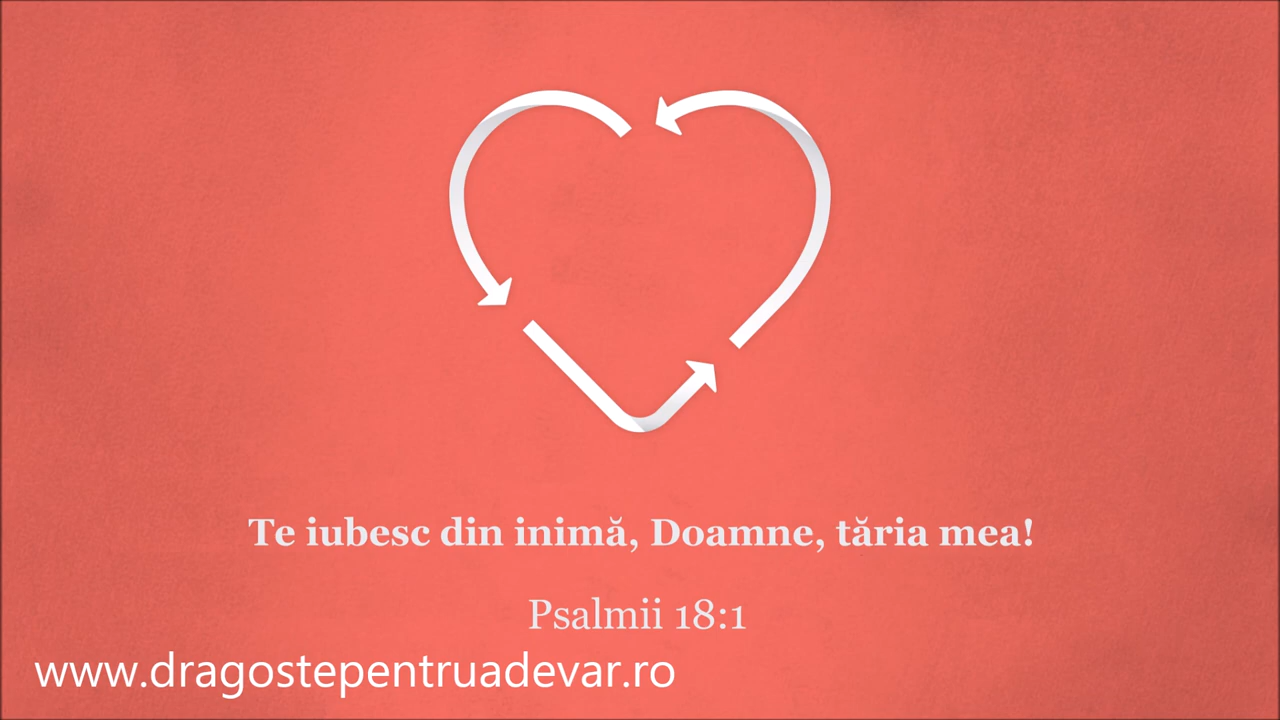 Te iubesc din inimă, Doamne, tăria mea!
Psalmii 18:1
www.dragostepentruadevar.ro